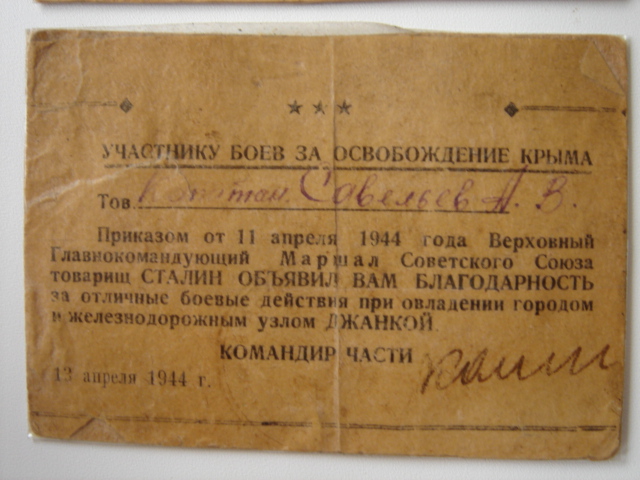 УЧАСТНИКУ БОЕВ ЗА ОСВОБОЖДЕНИЕ КРЫМА
Тов. Савельев А. В.
Приказом от 11 апреля 1944 года Верховный
Главнокомандующий Маршал Советского Союза
товарищ СТАЛИН ОБЪЯВИЛ ВАМ БЛАГОДАРНОСТЬ
за отличные боевые действия при овладении городом
и железнодорожным узлом ДЖАНКОЙ.
КОМАНДИР ЧАСТИ
13 апреля 1944 г.